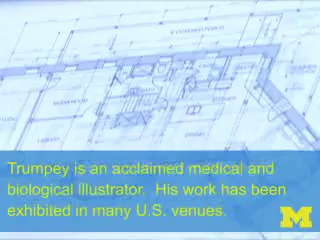 Trumpey is an acclaimed medical and
biological illustrator. His work has been
exhibited in many U.S. venues.
M